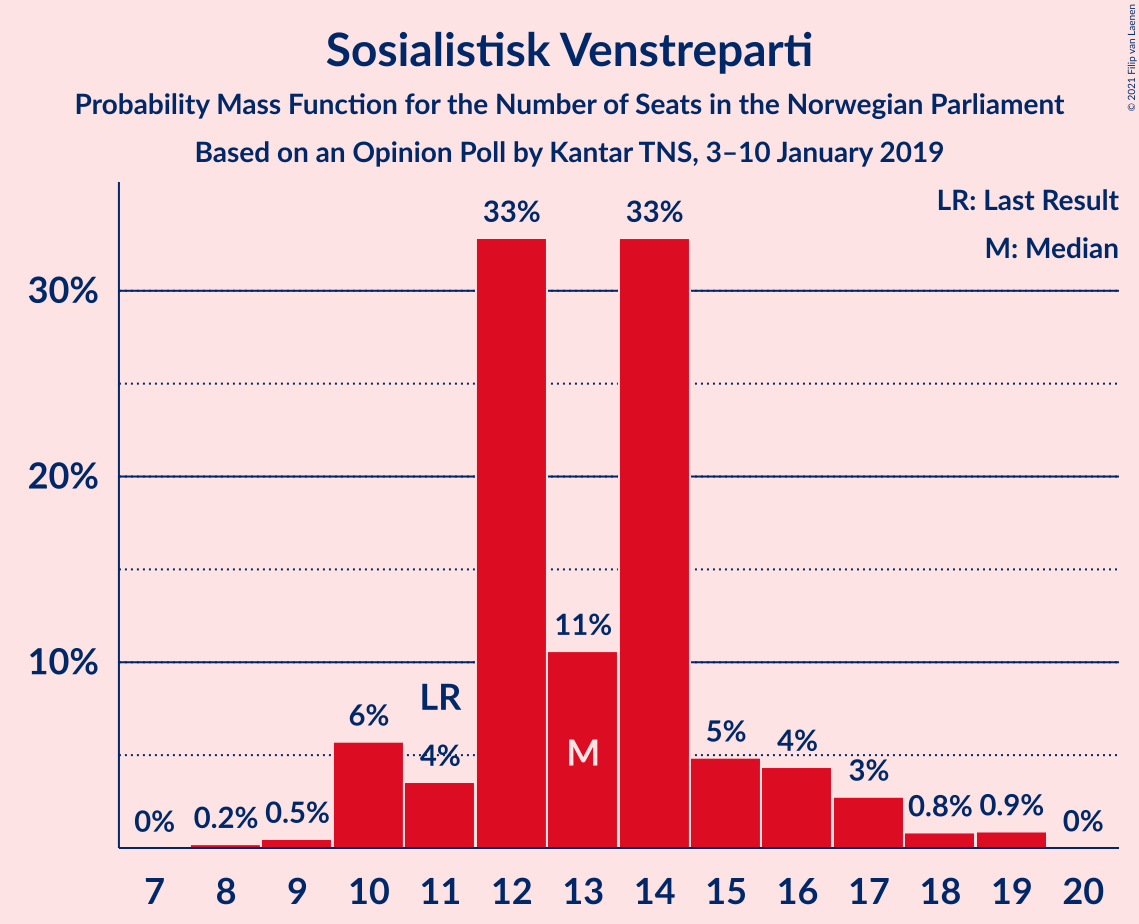 Sosialistisk Venstreparti
Probability Mass Function for the Number of Seats in the Norwegian Parliament
Based on an Opinion Poll by Kantar TNS, 3–10 January 2019
© 2021 Filip van Laenen
LR: Last Result
M: Median
33% 33%
30%
20%
11%
10%
LR
6% 4% M 5% 4% 3%
0% 0.2% 0.5% 0.8% 0.9% 0%
7 8 9 10 11 12 13 14 15 16 17 18 19 20